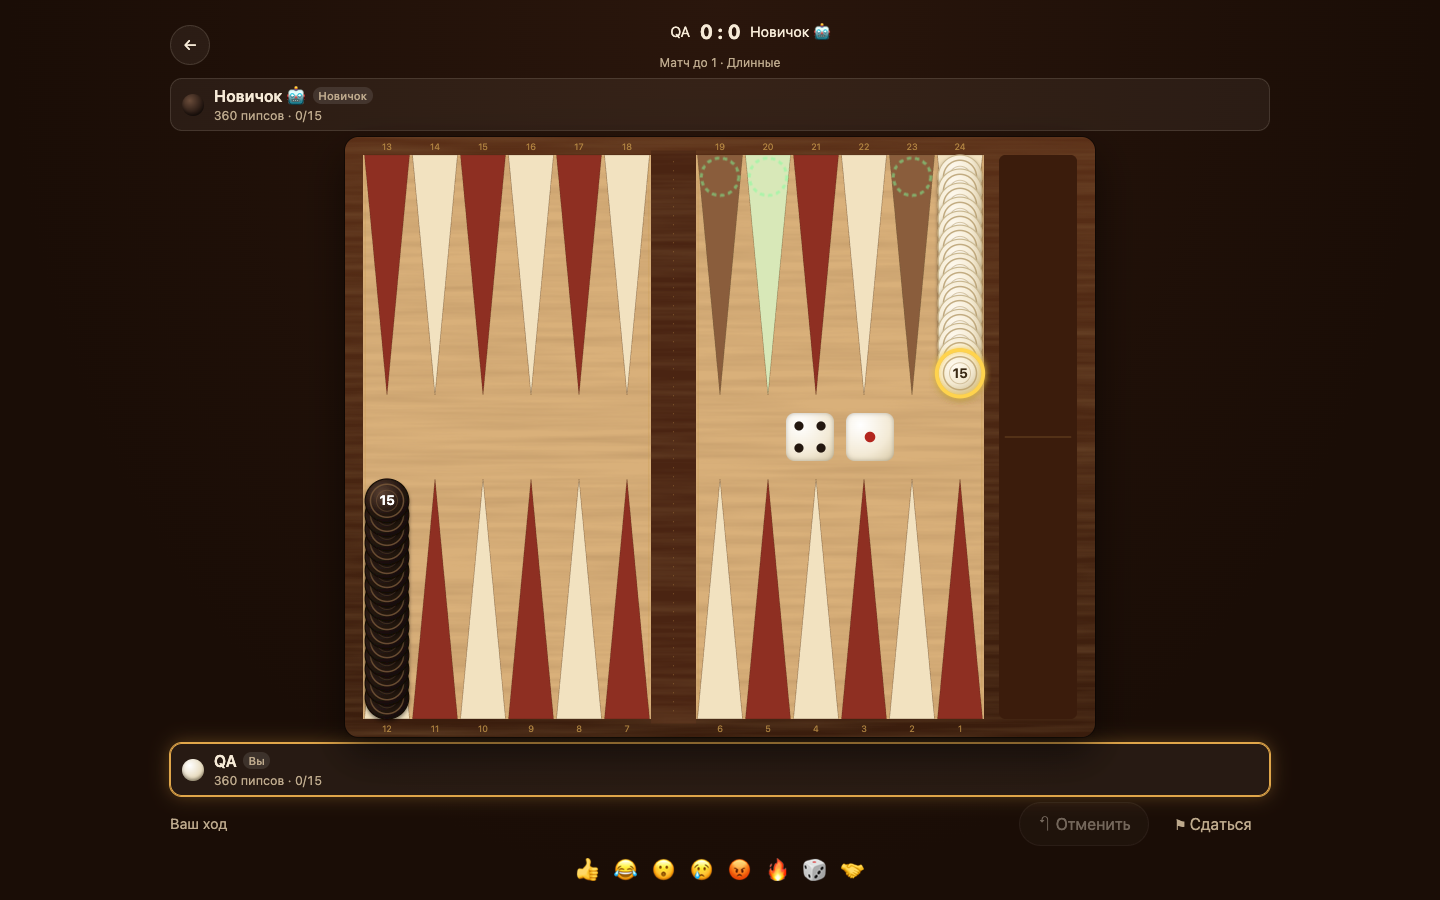 QA 0 : 0 Новичок
Матч до 1 · Длинные
Новичок Новичок
360 пипсов · 0/15
13 14 15 16 17 18 19 20 21 22 23 24
15
15
12 11 10 9 8 7 6 5 4 3 2 1
QA Вы
360 пипсов · 0/15
Ваш ход
Отменить
Сдаться